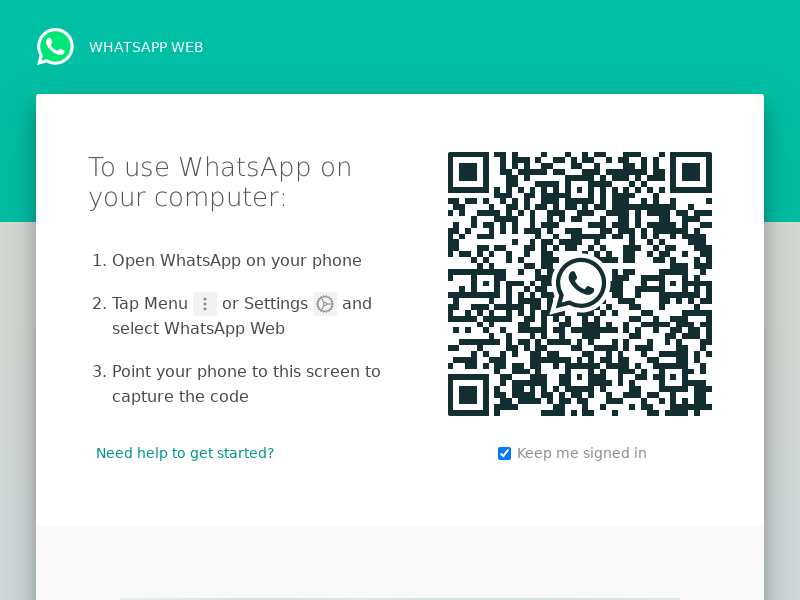 WHATSAPP WEB
To use WhatsApp on
your computer:
1. Open WhatsApp on your phone
2. Tap Menu or Settings and
select WhatsApp Web
3. Point your phone to this screen to
capture the code
Need help to get started?
Keep me signed in